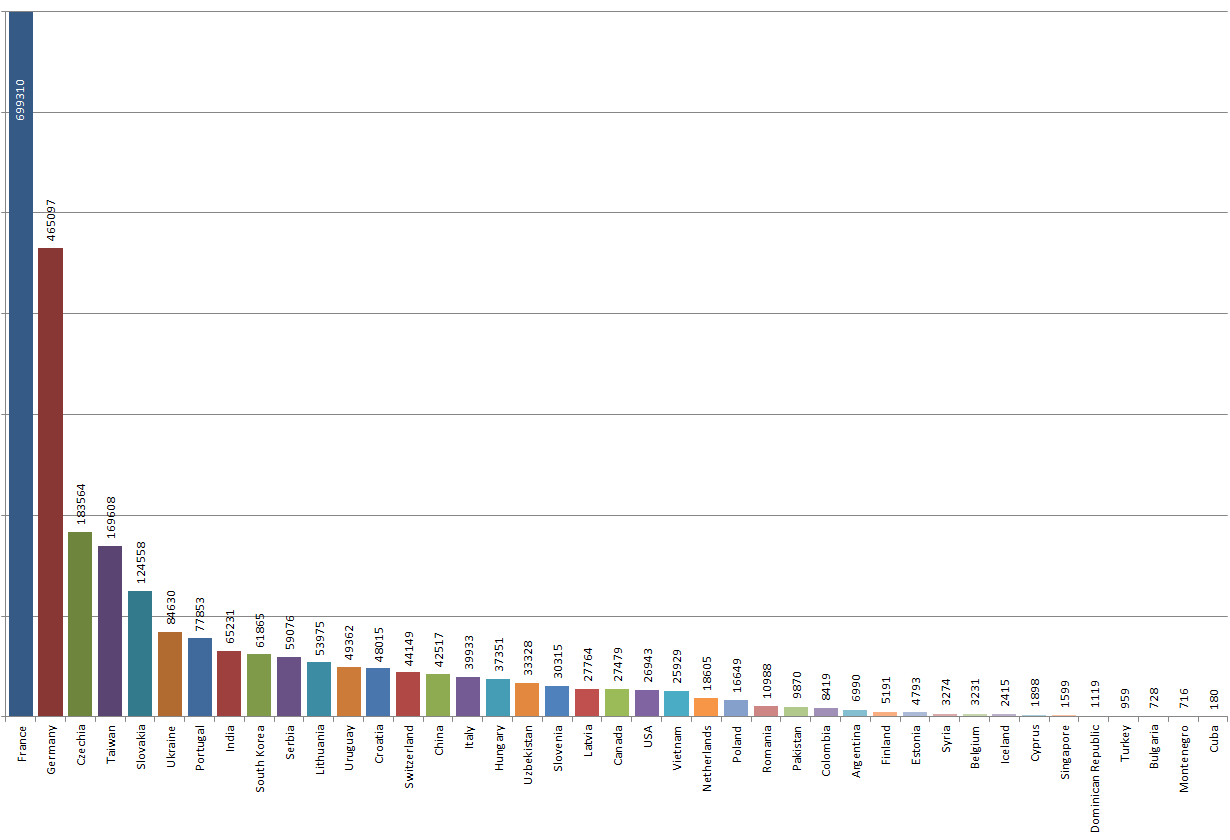 699310
465097
183564
169608
124558
84630
77853
65231
61865
59076
53975
49362
48015
44149
42517
39933
37351
33328
30315
27764
27479
26943
25929
18605
16649
10988
9870
8419
6990
5191
4793
3274
3231
2415
1898
1599
1119
959
728
716
180
France
Germany
Czechia
Taiwan
Slovakia
Ukraine
Portugal
India
South Korea
Serbia
Lithuania
Uruguay
Croatia
Switzerland
China
Italy
Hungary
Uzbekistan
Slovenia
Latvia
Canada
USA
Vietnam
Netherlands
Poland
Romania
Pakistan
Colombia
Argentina
Finland
Estonia
Syria
Belgium
Iceland
Cyprus
Singapore
Dominican Republic
Turkey
Bulgaria
Montenegro
Cuba